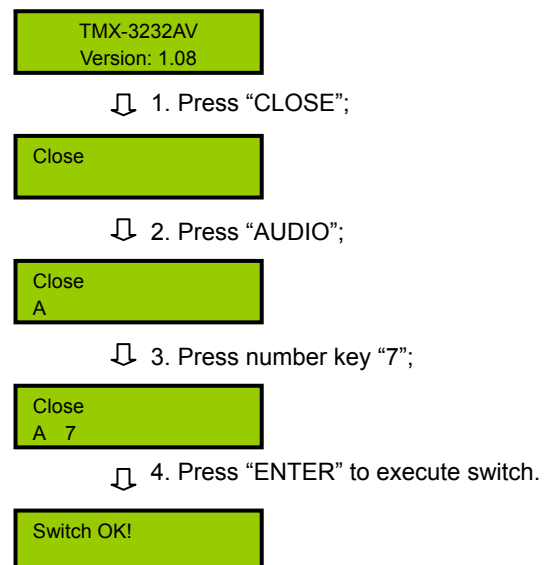 TMX-3232AV
Version: 1.08
1. Press “CLOSE”;
Close
2. Press “AUDIO”;
Close
A
3. Press number key “7”;
Close
A 7
4. Press “ENTER” to execute switch.
Switch OK!